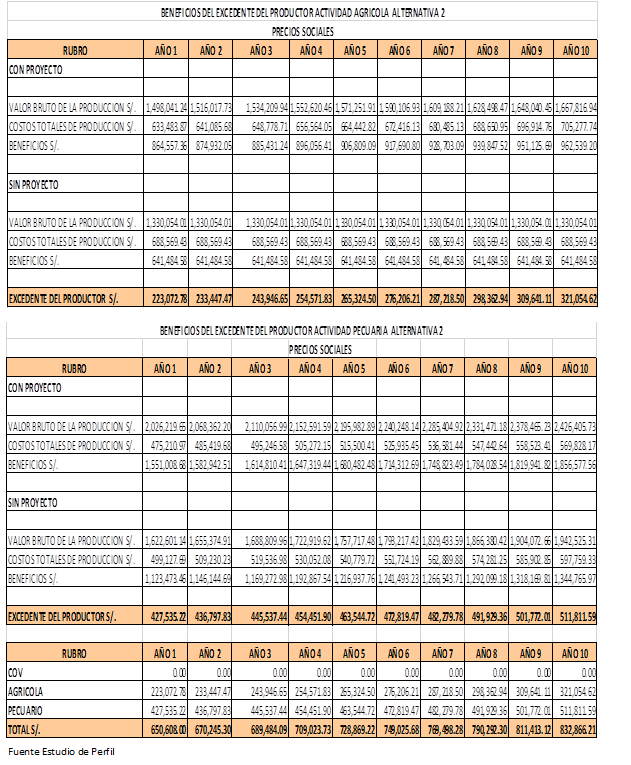 BENEFICIOS DEL EXCEDENTE DEL PRODUCTOR ACTIVIDAD AGRICOLA ALTERNATIVA 2
PRECIOS SOCIALES
RUBRO AÑO 1 AÑO 2 AÑO 3 AÑO 4 AÑO 5 AÑO 6 AÑO 7 AÑO 8 AÑO 9 AÑO 10
CON PROYECTO
VALOR BRUTO DE LA PRODUCCION S/. 1,498,041.24 1,516,017.73 1,534,209.94 1,552,620.46 1,571,251.91 1,590,106.93 1,609,188.21 1,628,498.47 1,648,040.45 1,667,816.94
COSTOS TOTALES DE PRODUCCION S/. 633,483.87 641,085.68 648,778.71 656,564.05 664,442.82 672,416.13 680,485.13 688,650.95 696,914.76 705,277.74
BENEFICIOS S/. 864,557.36 874,932.05 885,431.24 896,056.41 906,809.09 917,690.80 928,703.09 939,847.52 951,125.69 962,539.20
SIN PROYECTO
VALOR BRUTO DE LA PRODUCCION S/. 1,330,054.01 1,330,054.01 1,330,054.01 1,330,054.01 1,330,054.01 1,330,054.01 1,330,054.01 1,330,054.01 1,330,054.01 1,330,054.01
COSTOS TOTALES DE PRODUCCION S/. 688,569.43 688,569.43 688,569.43 688,569.43 688,569.43 688,569.43 688,569.43 688,569.43 688,569.43 688,569.43
BENEFICIOS S/. 641,484.58 641,484.58 641,484.58 641,484.58 641,484.58 641,484.58 641,484.58 641,484.58 641,484.58 641,484.58
EXCEDENTE DEL PRODUCTOR S/. 223,072.78 233,447.47 243,946.65 254,571.83 265,324.50 276,206.21 287,218.50 298,362.94 309,641.11 321,054.62
BENEFICIOS DEL EXCEDENTE DEL PRODUCTOR ACTIVIDAD PECUARIA ALTERNATIVA 2
PRECIOS SOCIALES
RUBRO AÑO 1 AÑO 2 AÑO 3 AÑO 4 AÑO 5 AÑO 6 AÑO 7 AÑO 8 AÑO 9 AÑO 10
CON PROYECTO
VALOR BRUTO DE LA PRODUCCION S/. 2,026,219.65 2,068,362.20 2,110,056.99 2,152,591.59 2,195,982.89 2,240,248.14 2,285,404.92 2,331,471.18 2,378,465.23 2,426,405.73
COSTOS TOTALES DE PRODUCCION S/. 475,210.97 485,419.68 495,246.58 505,272.15 515,500.41 525,935.45 536,581.44 547,442.64 558,523.41 569,828.17
BENEFICIOS S/. 1,551,008.68 1,582,942.51 1,614,810.41 1,647,319.44 1,680,482.48 1,714,312.69 1,748,823.49 1,784,028.54 1,819,941.82 1,856,577.56
SIN PROYECTO
VALOR BRUTO DE LA PRODUCCION S/. 1,622,601.14 1,655,374.91 1,688,809.96 1,722,919.62 1,757,717.48 1,793,217.42 1,829,433.59 1,866,380.42 1,904,072.66 1,942,525.31
COSTOS TOTALES DE PRODUCCION S/. 499,127.69 509,230.23 519,536.98 530,052.08 540,779.72 551,724.19 562,889.88 574,281.25 585,902.85 597,759.33
BENEFICIOS S/. 1,123,473.46 1,146,144.69 1,169,272.98 1,192,867.54 1,216,937.76 1,241,493.23 1,266,543.71 1,292,099.18 1,318,169.81 1,344,765.97
EXCEDENTE DEL PRODUCTOR S/. 427,535.22 436,797.83 445,537.44 454,451.90 463,544.72 472,819.47 482,279.78 491,929.36 501,772.01 511,811.59
RUBRO AÑO 1 AÑO 2 AÑO 3 AÑO 4 AÑO 5 AÑO 6 AÑO 7 AÑO 8 AÑO 9 AÑO 10
COV 0.00 0.00 0.00 0.00 0.00 0.00 0.00 0.00 0.00 0.00
AGRICOLA 223,072.78 233,447.47 243,946.65 254,571.83 265,324.50 276,206.21 287,218.50 298,362.94 309,641.11 321,054.62
PECUARIO 427,535.22 436,797.83 445,537.44 454,451.90 463,544.72 472,819.47 482,279.78 491,929.36 501,772.01 511,811.59
TOTAL S/. 650,608.00 670,245.30 689,484.09 709,023.73 728,869.22 749,025.68 769,498.28 790,292.30 811,413.12 832,866.21
Fuente Estudio de Perfil